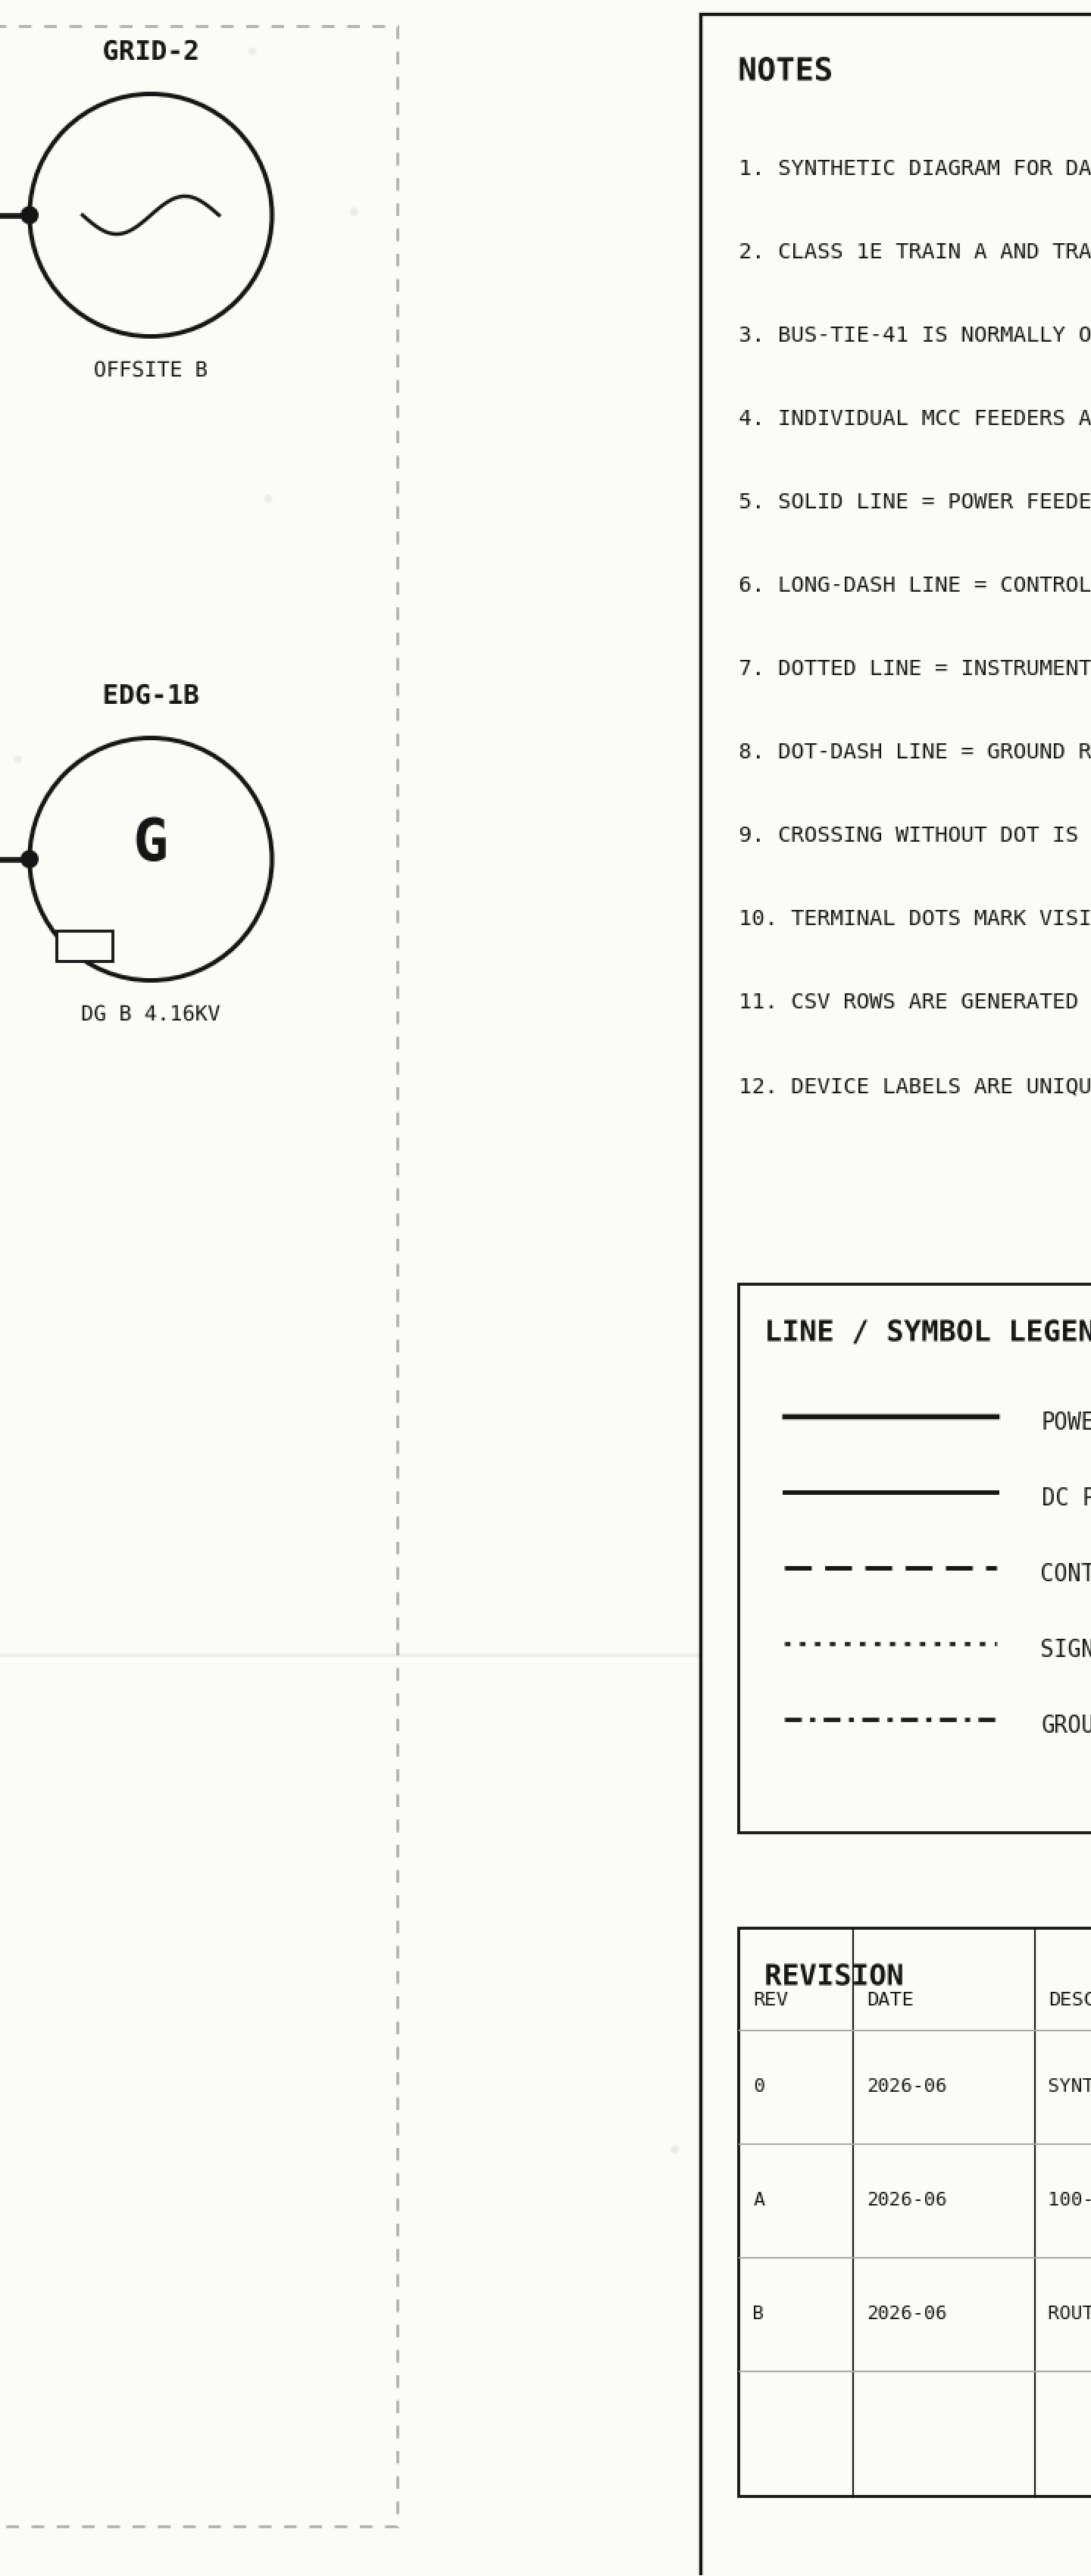 GRID-2
OFFSITE B
EDG-1B
G
DG B 4.16KV
NOTES
1. SYNTHETIC DIAGRAM FOR DA
2. CLASS 1E TRAIN A AND TRA
3. BUS-TIE-41 IS NORMALLY O
4. INDIVIDUAL MCC FEEDERS A
5. SOLID LINE = POWER FEEDE
6. LONG-DASH LINE = CONTROL
7. DOTTED LINE = INSTRUMENT
8. DOT-DASH LINE = GROUND R
9. CROSSING WITHOUT DOT IS
10. TERMINAL DOTS MARK VISI
11. CSV ROWS ARE GENERATED
12. DEVICE LABELS ARE UNIQU
LINE / SYMBOL LEGEN
POWE
DC P
CONT
SIGN
GROU
REVISION
REV DATE DESC
0 2026-06 SYNT
A 2026-06 100-
B 2026-06 ROUT